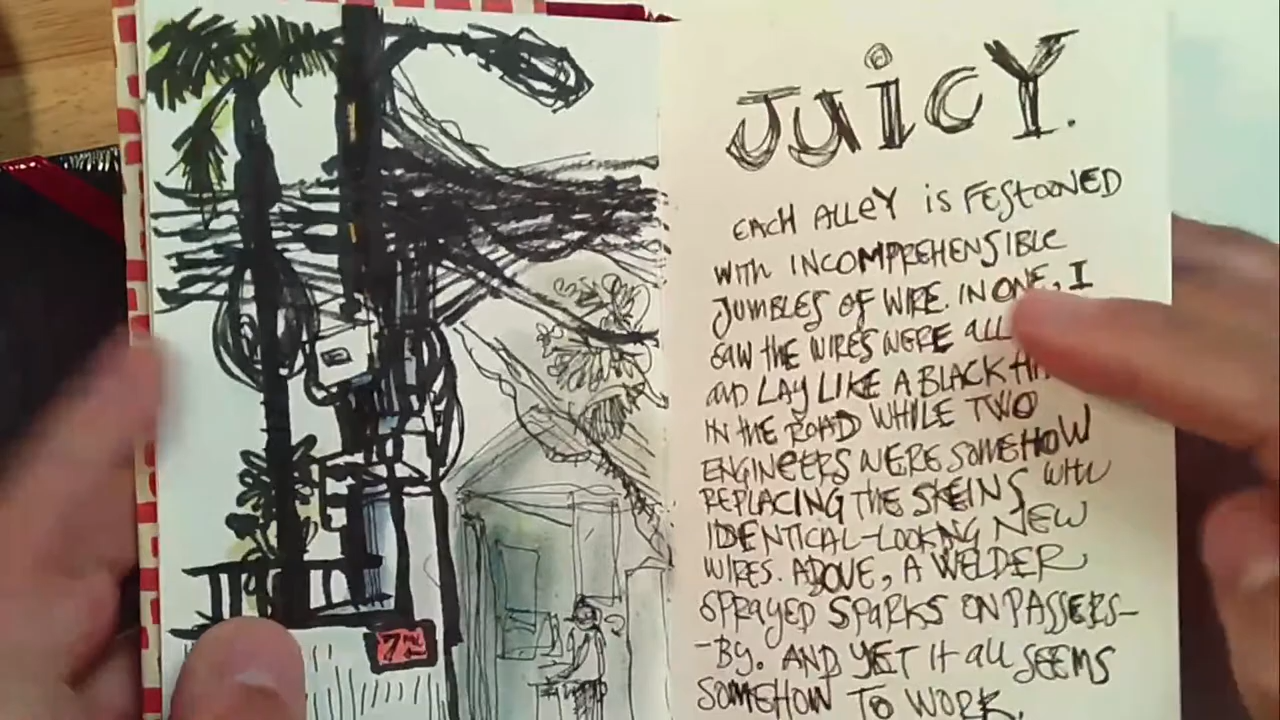 JuicY.
EACH ALLEY is FESTOONED
with INCOMPREHENSIBLE
JUMBLES OF WIRE. IN ONE, I
SAW tHE WIRES WERE ALL
AND LAY LIKE A BLACK
IN tHE ROAD WHILE TWO
ENGINEERS WERE SOMEHOW
REPLACING THE SKEINS WITH
IDENTICAL-LOOKING NEW
WIRES. ABOVE, A WELDER
SPRAYED SPARKS ON PASSERS-
-BY. AND YET It all SEEMS
SOMEHOW TO WORK.